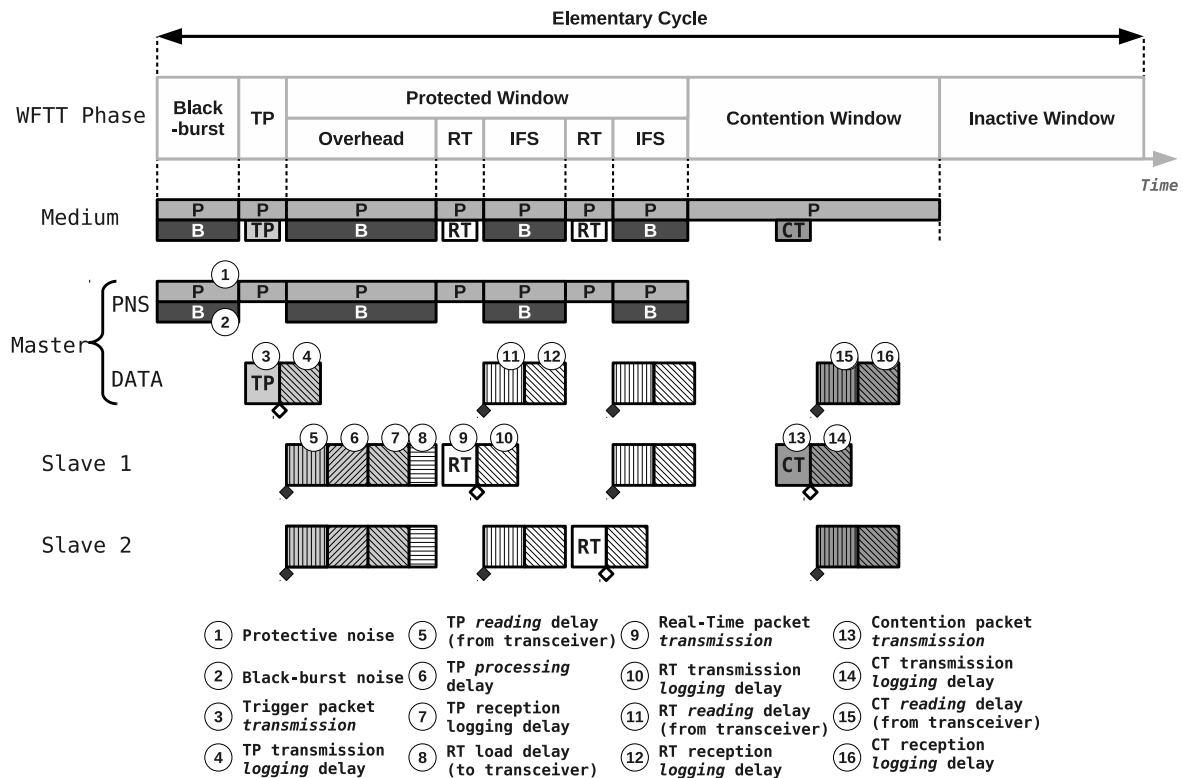 Elementary Cycle
WFTT Phase
Black
-burst
TP
Protected Window
Overhead
RT
IFS
RT
IFS
Contention Window
Inactive Window
Time
Medium
P P P P P P P P
B TP B RT B RT B CT
Master
PNS
1
P P P P P P P
B B B B
2
DATA
3 4 11 12 15 16
TP
Slave 1
5 6 7 8 9 10 13 14
RT CT
Slave 2
RT
1 Protective noise
2 Black-burst noise
3 Trigger packet
transmission
4 TP transmission
logging delay
5 TP reading delay
(from transceiver)
6 TP processing
delay
7 TP reception
logging delay
8 RT load delay
(to transceiver)
9 Real-Time packet
transmission
10 RT transmission
logging delay
11 RT reading delay
(from transceiver)
12 RT reception
logging delay
13 Contention packet
transmission
14 CT transmission
logging delay
15 CT reading delay
(from transceiver)
16 CT reception
logging delay